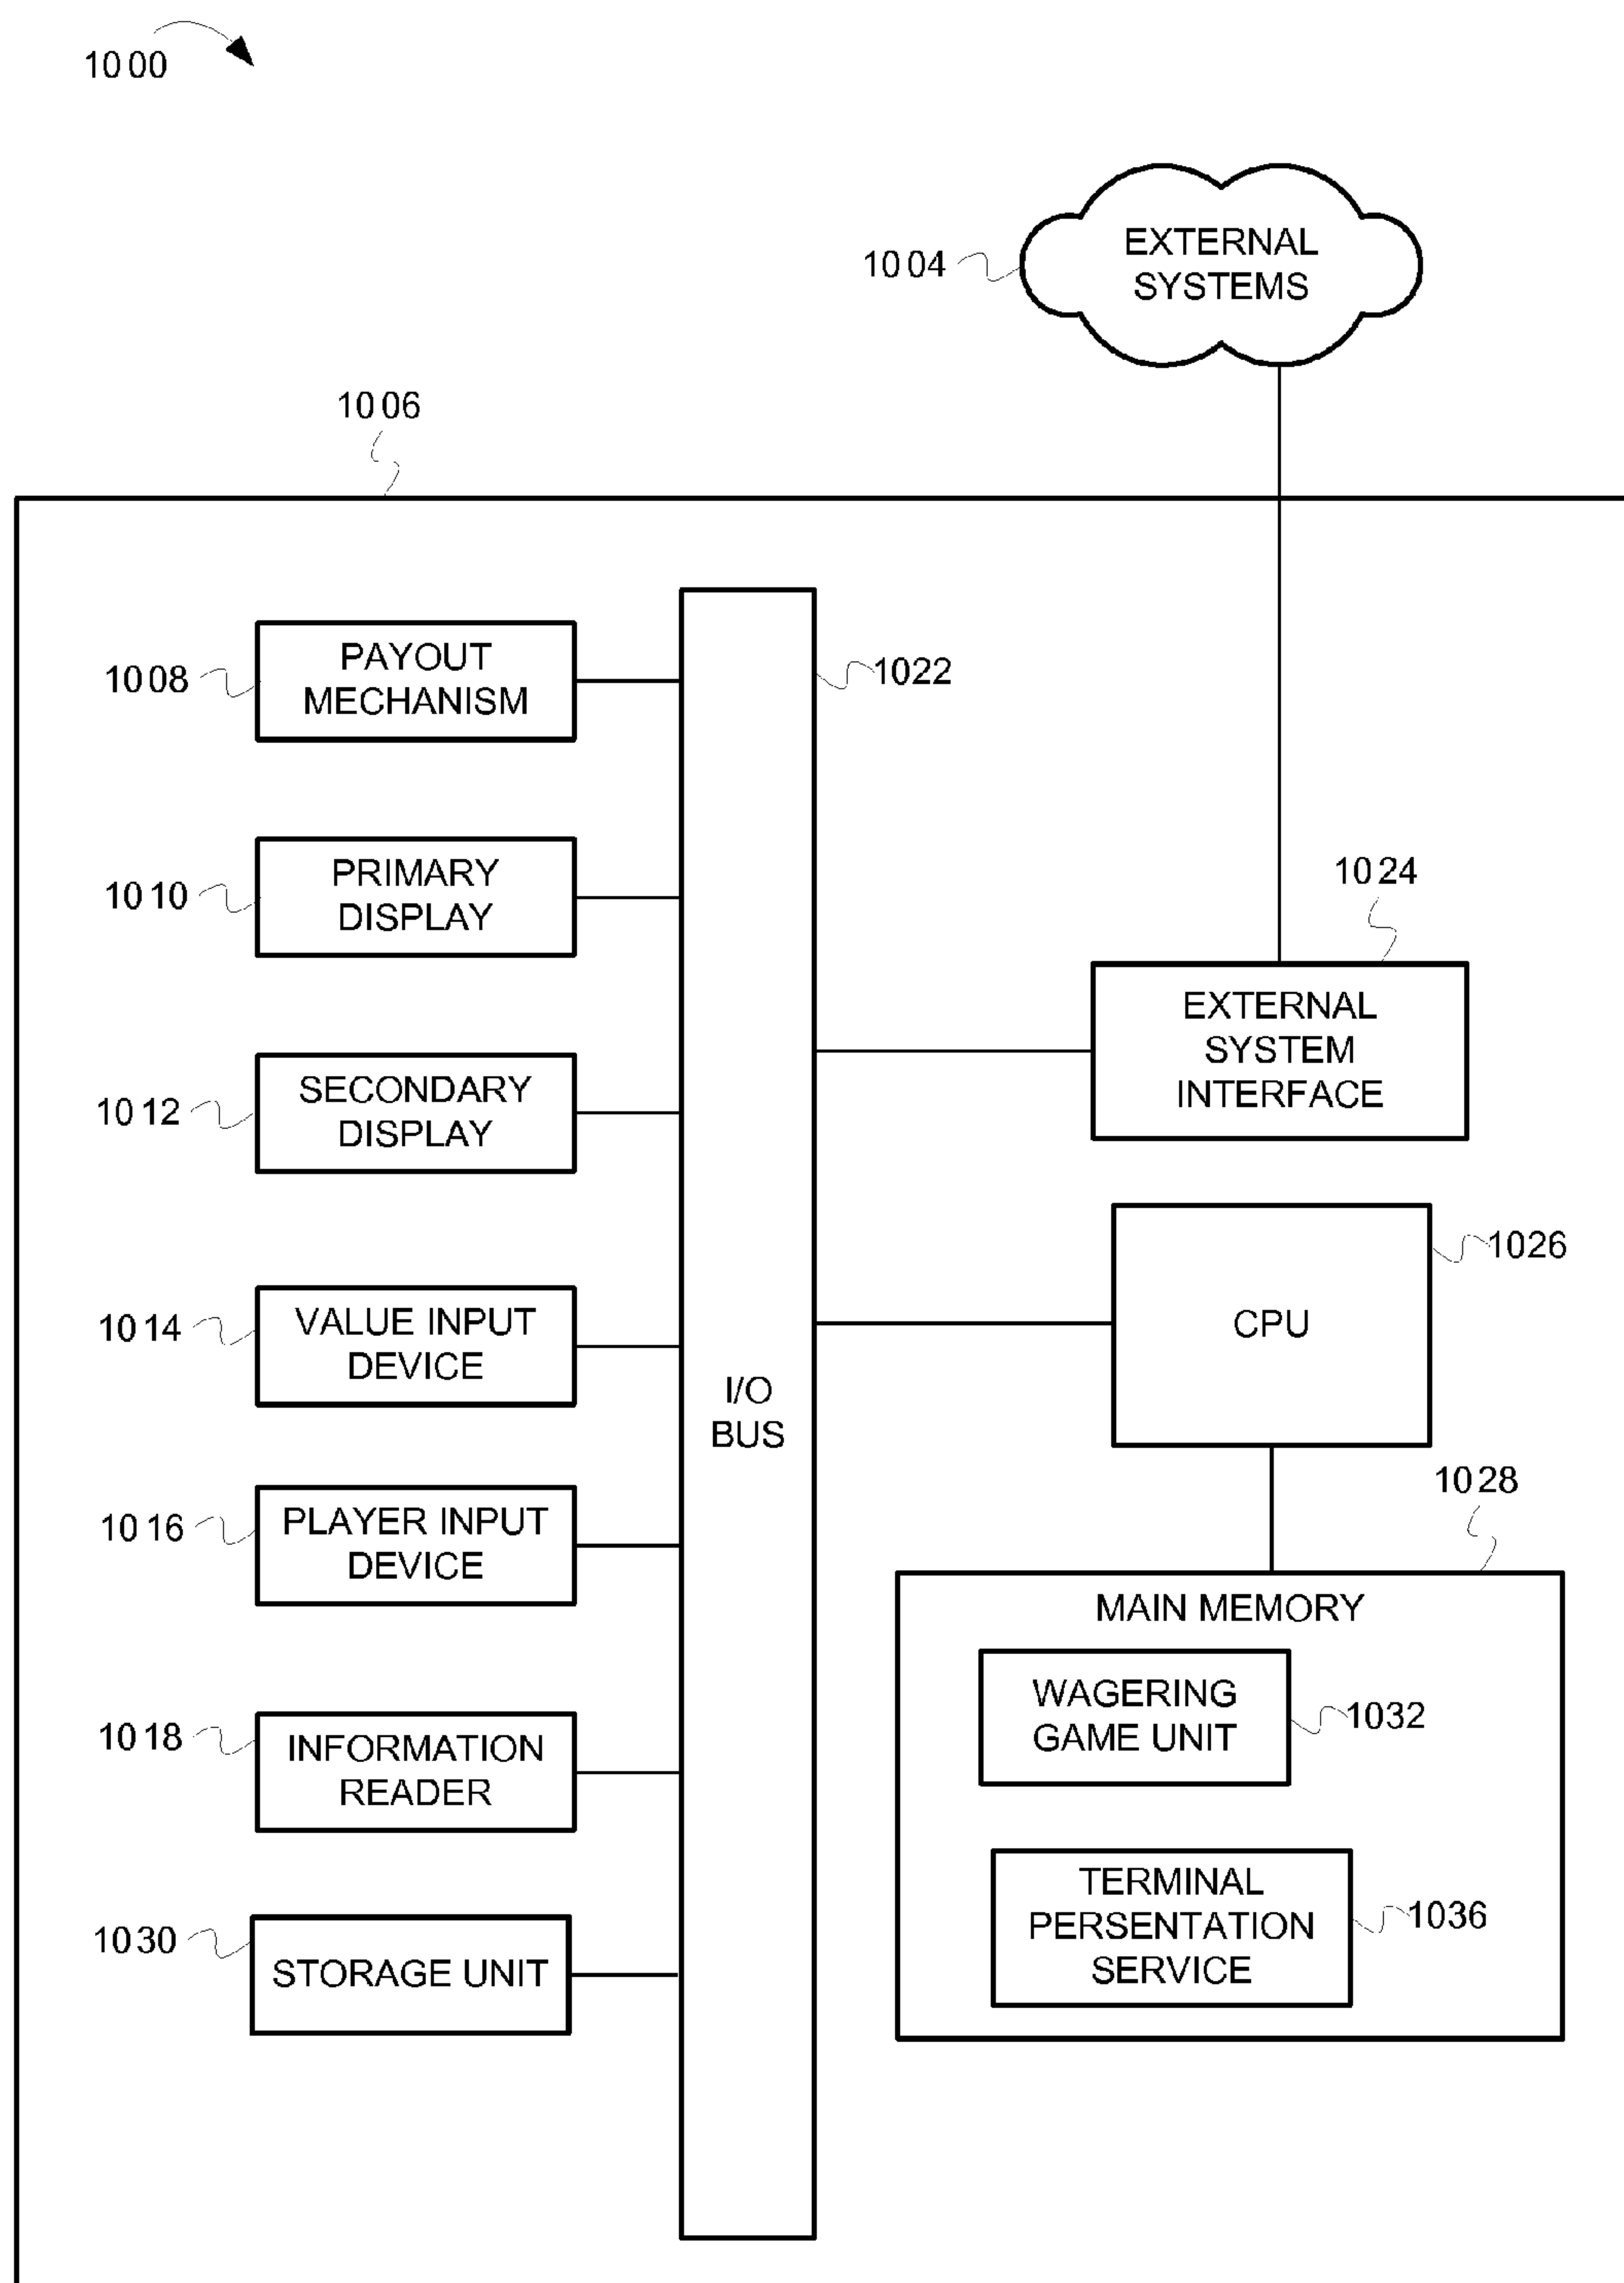 1000
EXTERNAL
SYSTEMS
1004
1006
PAYOUT
MECHANISM
1008
1022
PRIMARY
DISPLAY
1010
1024
EXTERNAL
SYSTEM
INTERFACE
SECONDARY
DISPLAY
1012
1026
CPU
VALUE INPUT
DEVICE
1014
I/O
BUS
PLAYER INPUT
DEVICE
1016
1028
MAIN MEMORY
WAGERING
GAME UNIT
1032
INFORMATION
READER
1018
TERMINAL
PERSENTATION
SERVICE
1036
1030
STORAGE UNIT